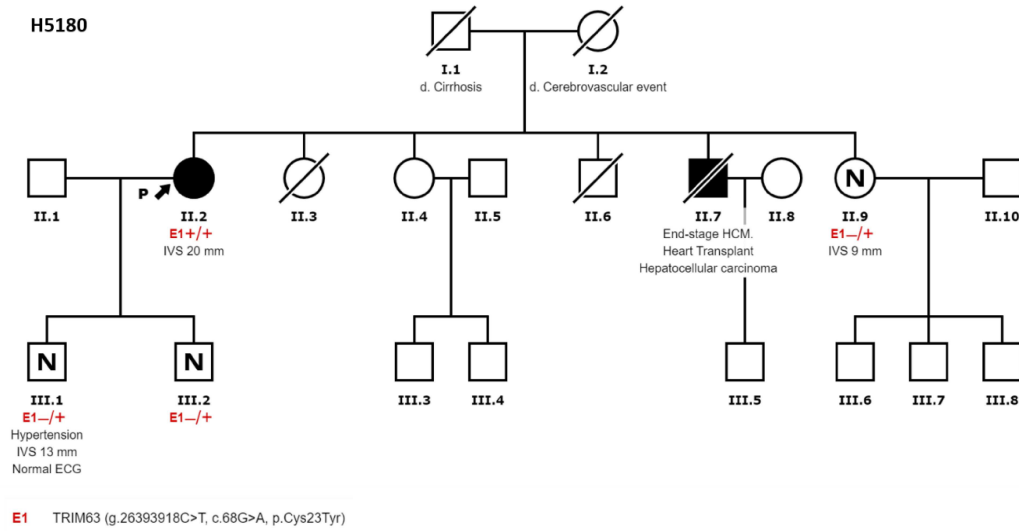 H5180
I.1
d. Cirrhosis
I.2
d. Cerebrovascular event
II.1
P
II.2
E1+/+
IVS 20 mm
II.3
II.4
II.5
II.6
II.7
End-stage HCM.
Heart Transplant
Hepatocellular carcinoma
II.8
N
II.9
E1—/+
IVS 9 mm
II.10
N
III.1
E1—/+
Hypertension
IVS 13 mm
Normal ECG
N
III.2
E1—/+
III.3
III.4
III.5
III.6
III.7
III.8
E1 TRIM63 (g.26393918C>T, c.68G>A, p.Cys23Tyr)